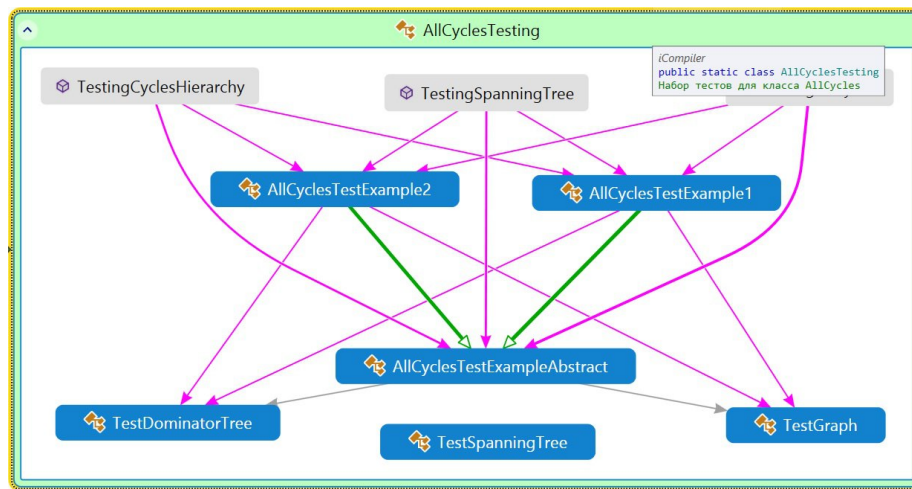 AllCyclesTesting
iCompiler
public static class AllCyclesTesting
Набор тестов для класса AllCycles
TestingCyclesHierarchy
TestingSpanningTree
AllCyclesTestExample2
AllCyclesTestExample1
AllCyclesTestExampleAbstract
TestDominatorTree
TestSpanningTree
TestGraph